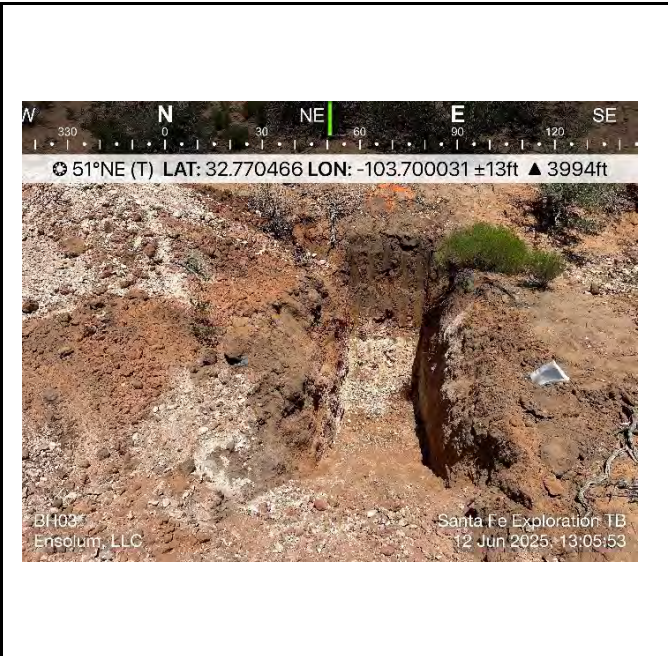 W N NE E SE
330 0 30 60 90 120
51°NE (T) LAT: 32.770466 LON: -103.700031 ±13ft ▲ 3994ft
BH03
Ensolum, LLC
Santa Fe Exploration TB
12 Jun 2025, 13:05:53